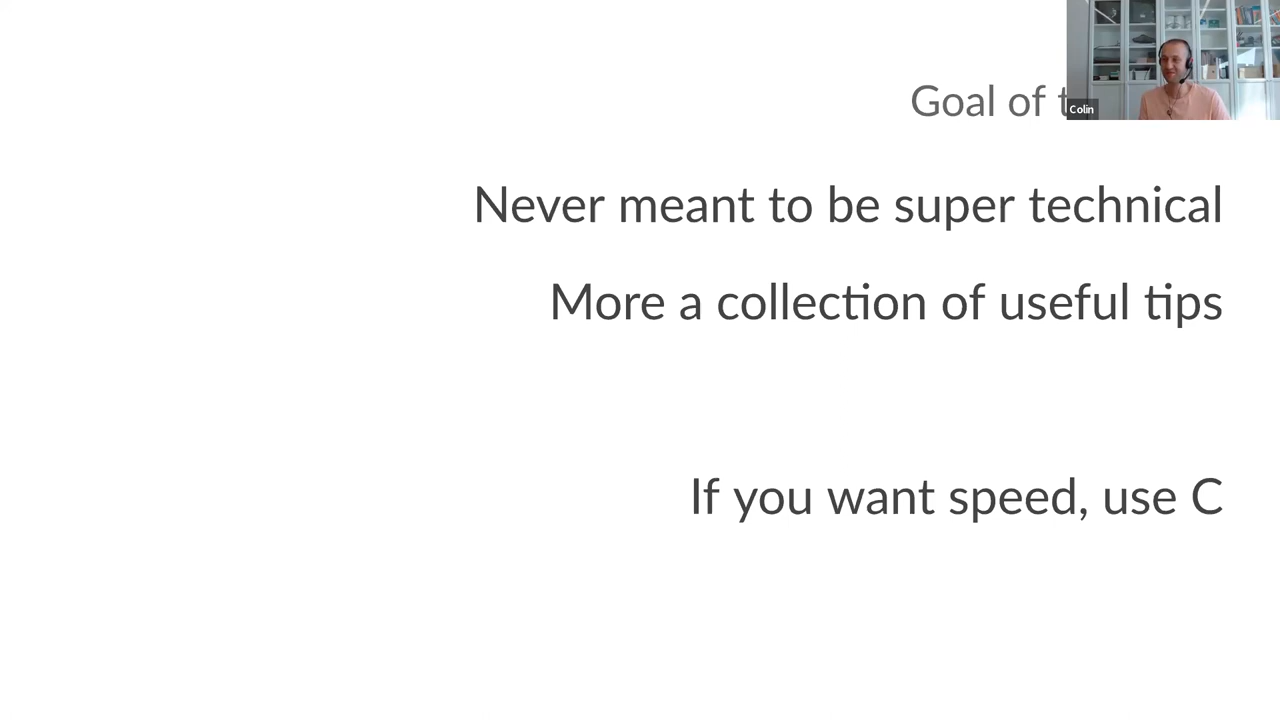 Goal of
Colin
Never meant to be super technical
More a collection of useful tips
If you want speed, use C